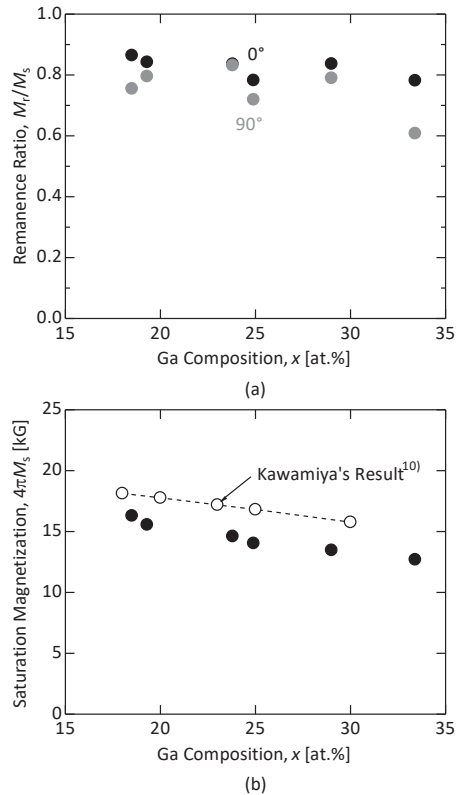 1.0
0.8
0.6
0.4
0.2
0.0
Remanence Ratio, Mr/Ms
0°
90°
15 20 25 30 35
Ga Composition, x [at.%]
(a)
25
20
15
10
5
0
Saturation Magnetization, 4πMs [kG]
Kawamiya's Result10)
15 20 25 30 35
Ga Composition, x [at.%]
(b)